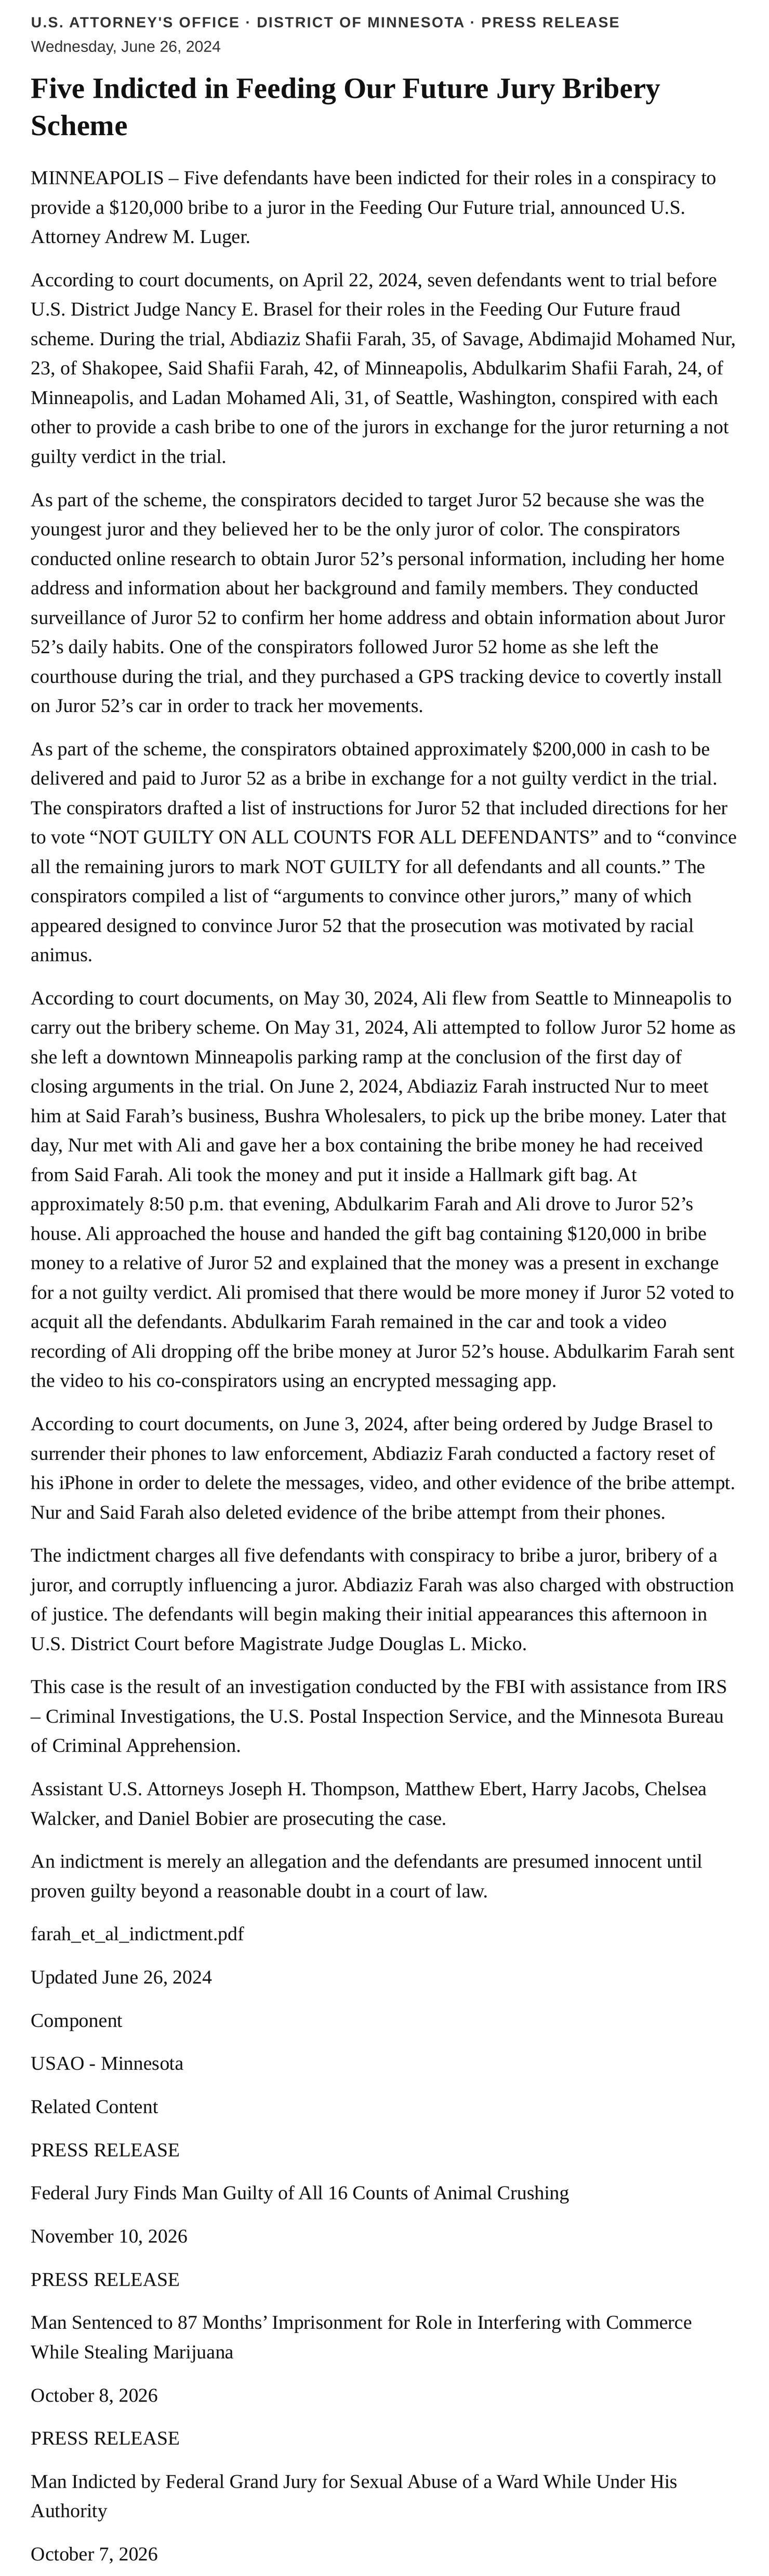 U.S. ATTORNEY'S OFFICE · DISTRICT OF MINNESOTA · PRESS RELEASE
Wednesday, June 26, 2024
Five Indicted in Feeding Our Future Jury Bribery
Scheme
MINNEAPOLIS – Five defendants have been indicted for their roles in a conspiracy to
provide a $120,000 bribe to a juror in the Feeding Our Future trial, announced U.S.
Attorney Andrew M. Luger.
According to court documents, on April 22, 2024, seven defendants went to trial before
U.S. District Judge Nancy E. Brasel for their roles in the Feeding Our Future fraud
scheme. During the trial, Abdiaziz Shafii Farah, 35, of Savage, Abdimajid Mohamed Nur,
23, of Shakopee, Said Shafii Farah, 42, of Minneapolis, Abdulkarim Shafii Farah, 24, of
Minneapolis, and Ladan Mohamed Ali, 31, of Seattle, Washington, conspired with each
other to provide a cash bribe to one of the jurors in exchange for the juror returning a not
guilty verdict in the trial.
As part of the scheme, the conspirators decided to target Juror 52 because she was the
youngest juror and they believed her to be the only juror of color. The conspirators
conducted online research to obtain Juror 52’s personal information, including her home
address and information about her background and family members. They conducted
surveillance of Juror 52 to confirm her home address and obtain information about Juror
52’s daily habits. One of the conspirators followed Juror 52 home as she left the
courthouse during the trial, and they purchased a GPS tracking device to covertly install
on Juror 52’s car in order to track her movements.
As part of the scheme, the conspirators obtained approximately $200,000 in cash to be
delivered and paid to Juror 52 as a bribe in exchange for a not guilty verdict in the trial.
The conspirators drafted a list of instructions for Juror 52 that included directions for her
to vote “NOT GUILTY ON ALL COUNTS FOR ALL DEFENDANTS” and to “convince
all the remaining jurors to mark NOT GUILTY for all defendants and all counts.” The
conspirators compiled a list of “arguments to convince other jurors,” many of which
appeared designed to convince Juror 52 that the prosecution was motivated by racial
animus.
According to court documents, on May 30, 2024, Ali flew from Seattle to Minneapolis to
carry out the bribery scheme. On May 31, 2024, Ali attempted to follow Juror 52 home as
she left a downtown Minneapolis parking ramp at the conclusion of the first day of
closing arguments in the trial. On June 2, 2024, Abdiaziz Farah instructed Nur to meet
him at Said Farah’s business, Bushra Wholesalers, to pick up the bribe money. Later that
day, Nur met with Ali and gave her a box containing the bribe money he had received
from Said Farah. Ali took the money and put it inside a Hallmark gift bag. At
approximately 8:50 p.m. that evening, Abdulkarim Farah and Ali drove to Juror 52’s
house. Ali approached the house and handed the gift bag containing $120,000 in bribe
money to a relative of Juror 52 and explained that the money was a present in exchange
for a not guilty verdict. Ali promised that there would be more money if Juror 52 voted to
acquit all the defendants. Abdulkarim Farah remained in the car and took a video
recording of Ali dropping off the bribe money at Juror 52’s house. Abdulkarim Farah sent
the video to his co-conspirators using an encrypted messaging app.
According to court documents, on June 3, 2024, after being ordered by Judge Brasel to
surrender their phones to law enforcement, Abdiaziz Farah conducted a factory reset of
his iPhone in order to delete the messages, video, and other evidence of the bribe attempt.
Nur and Said Farah also deleted evidence of the bribe attempt from their phones.
The indictment charges all five defendants with conspiracy to bribe a juror, bribery of a
juror, and corruptly influencing a juror. Abdiaziz Farah was also charged with obstruction
of justice. The defendants will begin making their initial appearances this afternoon in
U.S. District Court before Magistrate Judge Douglas L. Micko.
This case is the result of an investigation conducted by the FBI with assistance from IRS
– Criminal Investigations, the U.S. Postal Inspection Service, and the Minnesota Bureau
of Criminal Apprehension.
Assistant U.S. Attorneys Joseph H. Thompson, Matthew Ebert, Harry Jacobs, Chelsea
Walcker, and Daniel Bobier are prosecuting the case.
An indictment is merely an allegation and the defendants are presumed innocent until
proven guilty beyond a reasonable doubt in a court of law.
farah_et_al_indictment.pdf
Updated June 26, 2024
Component
USAO - Minnesota
Related Content
PRESS RELEASE
Federal Jury Finds Man Guilty of All 16 Counts of Animal Crushing
November 10, 2026
PRESS RELEASE
Man Sentenced to 87 Months’ Imprisonment for Role in Interfering with Commerce
While Stealing Marijuana
October 8, 2026
PRESS RELEASE
Man Indicted by Federal Grand Jury for Sexual Abuse of a Ward While Under His
Authority
October 7, 2026